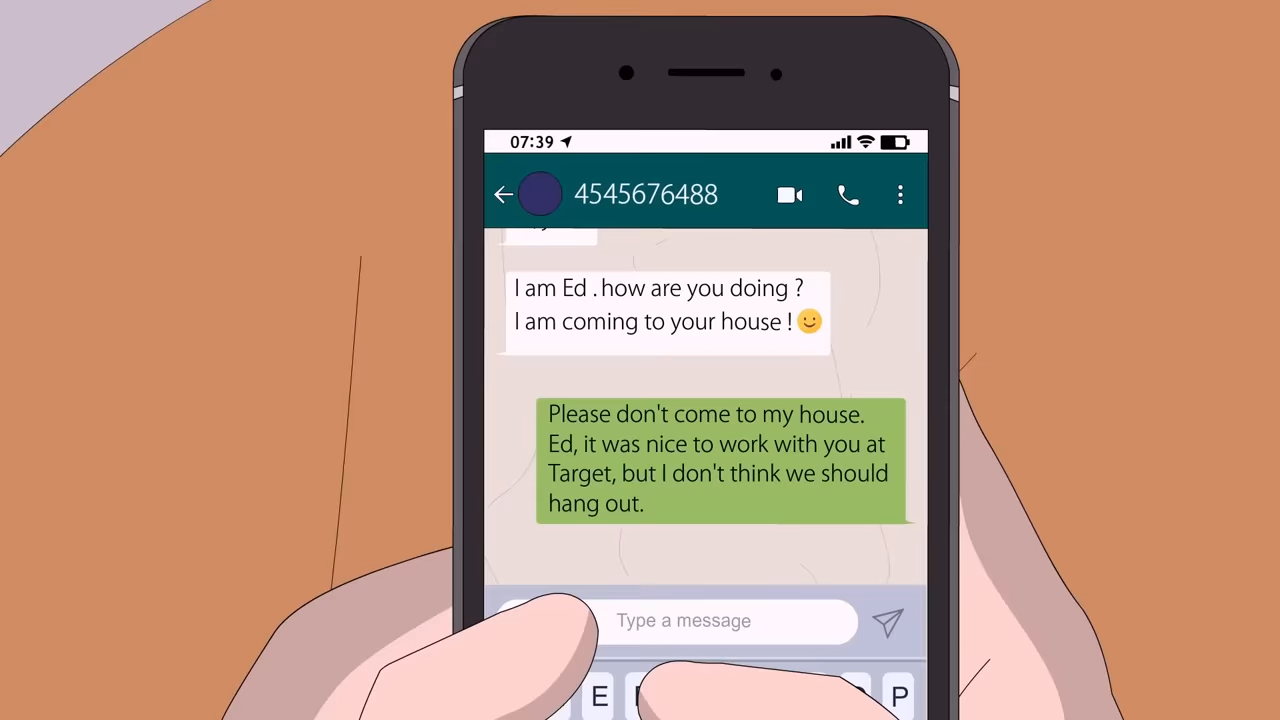 07:39
4545676488
I am Ed .how are you doing ?
I am coming to your house ! 🙂
Please don't come to my house.
Ed, it was nice to work with you at
Target, but I don't think we should
hang out.
Type a message
E P